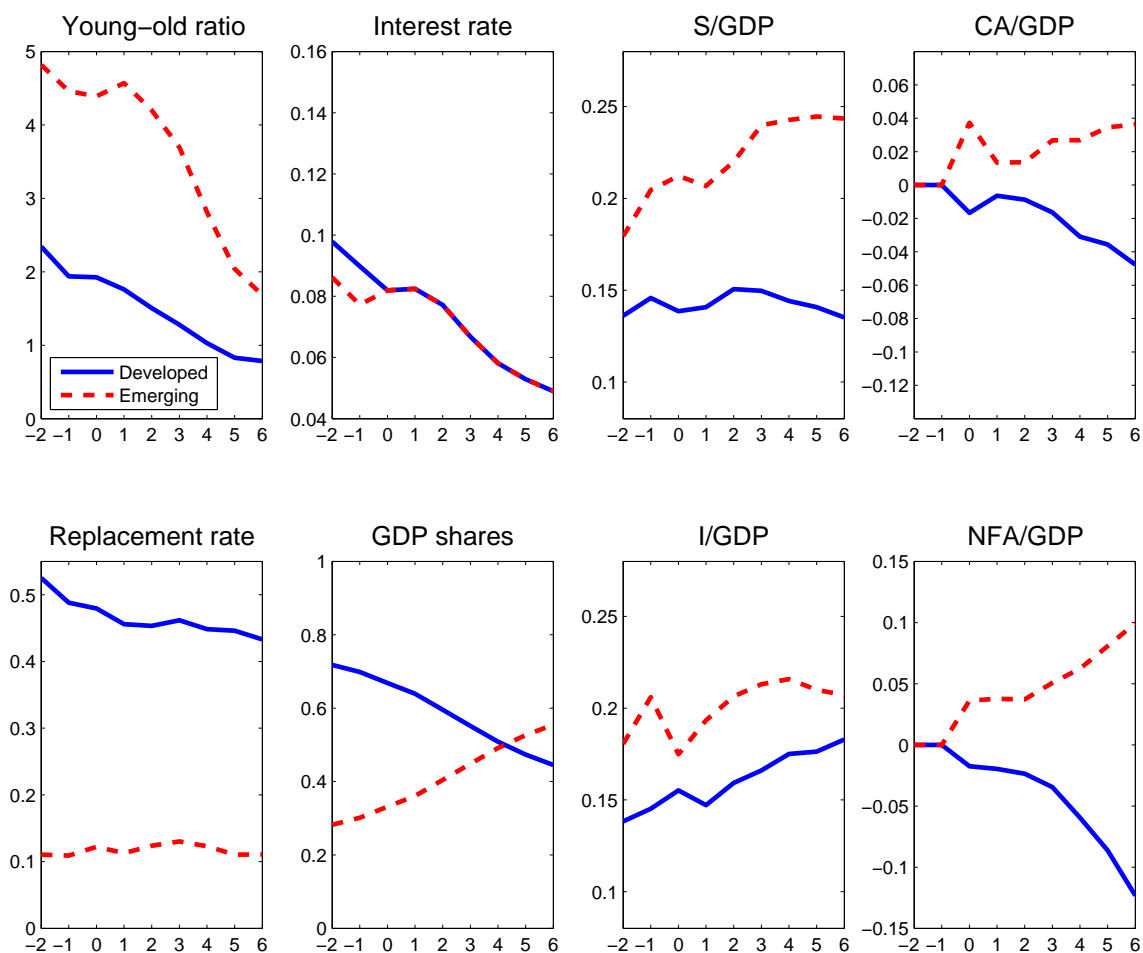 Young−old ratio
5
4
3
2
1
0
Developed
Emerging
−2 −1 0 1 2 3 4 5 6
Interest rate
0.16
0.14
0.12
0.1
0.08
0.06
0.04
−2 −1 0 1 2 3 4 5 6
S/GDP
0.25
0.2
0.15
0.1
−2 −1 0 1 2 3 4 5 6
CA/GDP
0.06
0.04
0.02
0
−0.02
−0.04
−0.06
−0.08
−0.1
−0.12
−2 −1 0 1 2 3 4 5 6
Replacement rate
0.5
0.4
0.3
0.2
0.1
0
−2 −1 0 1 2 3 4 5 6
GDP shares
1
0.8
0.6
0.4
0.2
0
−2 −1 0 1 2 3 4 5 6
I/GDP
0.25
0.2
0.15
0.1
−2 −1 0 1 2 3 4 5 6
NFA/GDP
0.15
0.1
0.05
0
−0.05
−0.1
−0.15
−2 −1 0 1 2 3 4 5 6